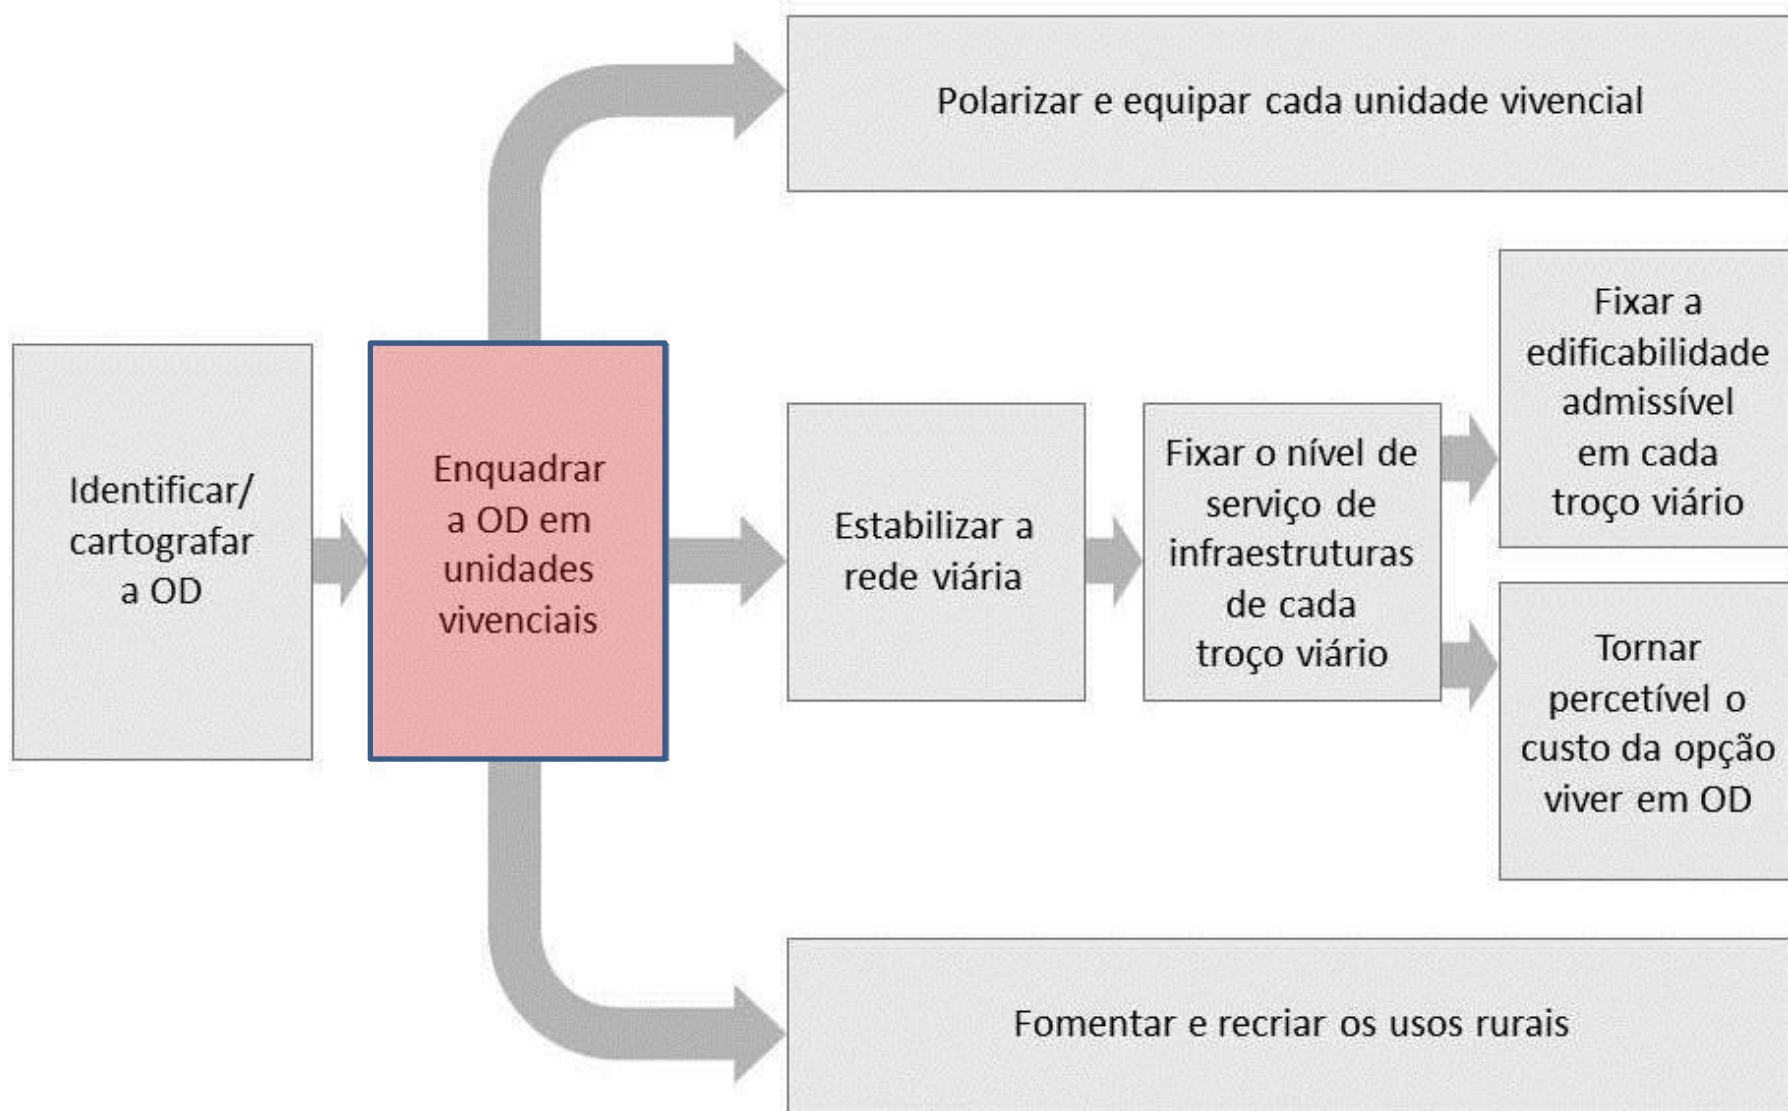 Polarizar e equipar cada unidade vivencial
Identificar/
cartografar
a OD
Enquadrar
a OD em
unidades
vivenciais
Estabilizar a
rede viária
Fixar o nível de
serviço de
infraestruturas
de cada
troço viário
Fixar a
edificabilidade
admissível
em cada
troço viário
Tornar
percetível o
custo da opção
viver em OD
Fomentar e recriar os usos rurais